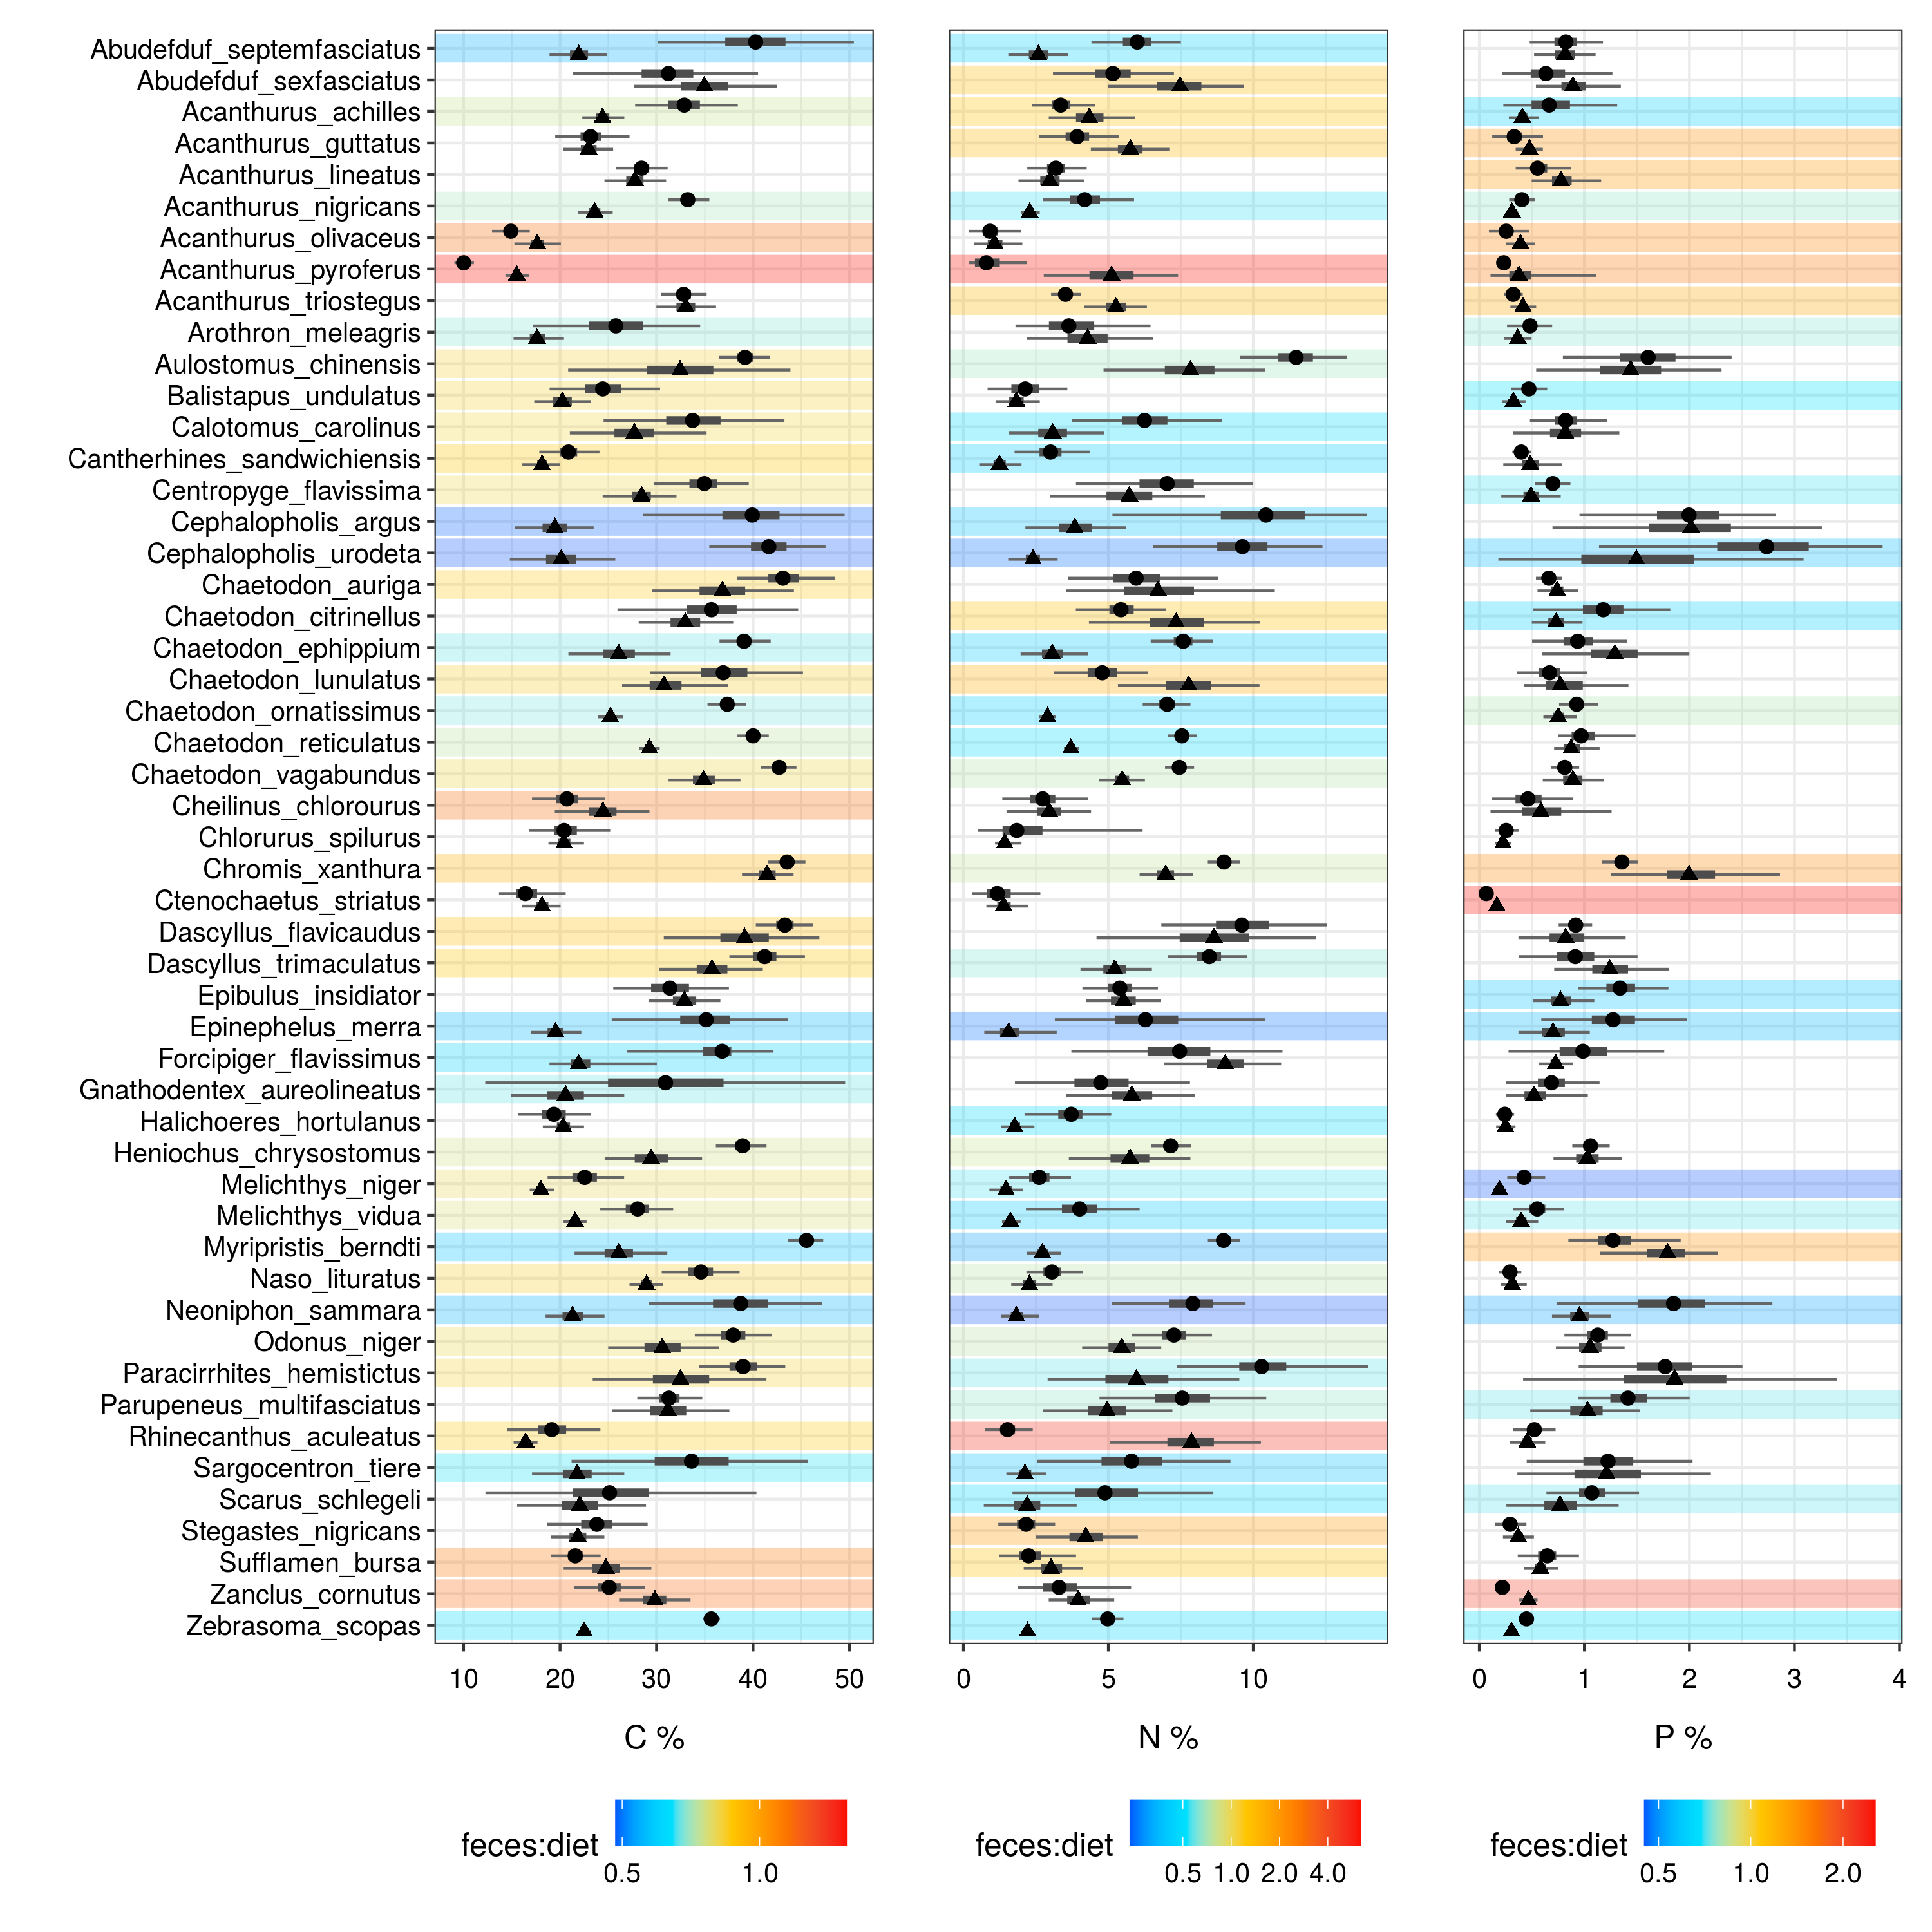 Abudefduf_septemfasciatus
Abudefduf_sexfasciatus
Acanthurus_achilles
Acanthurus_guttatus
Acanthurus_lineatus
Acanthurus_nigricans
Acanthurus_olivaceus
Acanthurus_pyroferus
Acanthurus_triostegus
Arothron_meleagris
Aulostomus_chinensis
Balistapus_undulatus
Calotomus_carolinus
Cantherhines_sandwichiensis
Centropyge_flavissima
Cephalopholis_argus
Cephalopholis_urodeta
Chaetodon_auriga
Chaetodon_citrinellus
Chaetodon_ephippium
Chaetodon_lunulatus
Chaetodon_ornatissimus
Chaetodon_reticulatus
Chaetodon_vagabundus
Cheilinus_chlorourus
Chlorurus_spilurus
Chromis_xanthura
Ctenochaetus_striatus
Dascyllus_flavicaudus
Dascyllus_trimaculatus
Epibulus_insidiator
Epinephelus_merra
Forcipiger_flavissimus
Gnathodentex_aureolineatus
Halichoeres_hortulanus
Heniochus_chrysostomus
Melichthys_niger
Melichthys_vidua
Myripristis_berndti
Naso_lituratus
Neoniphon_sammara
Odonus_niger
Paracirrhites_hemistictus
Parupeneus_multifasciatus
Rhinecanthus_aculeatus
Sargocentron_tiere
Scarus_schlegeli
Stegastes_nigricans
Sufflamen_bursa
Zanclus_cornutus
Zebrasoma_scopas
10 20 30 40 50 0 5 10 0 1 2 3 4
C % N % P %
feces:diet feces:diet feces:diet
0.5 1.0 0.5 1.0 2.0 4.0 0.5 1.0 2.0